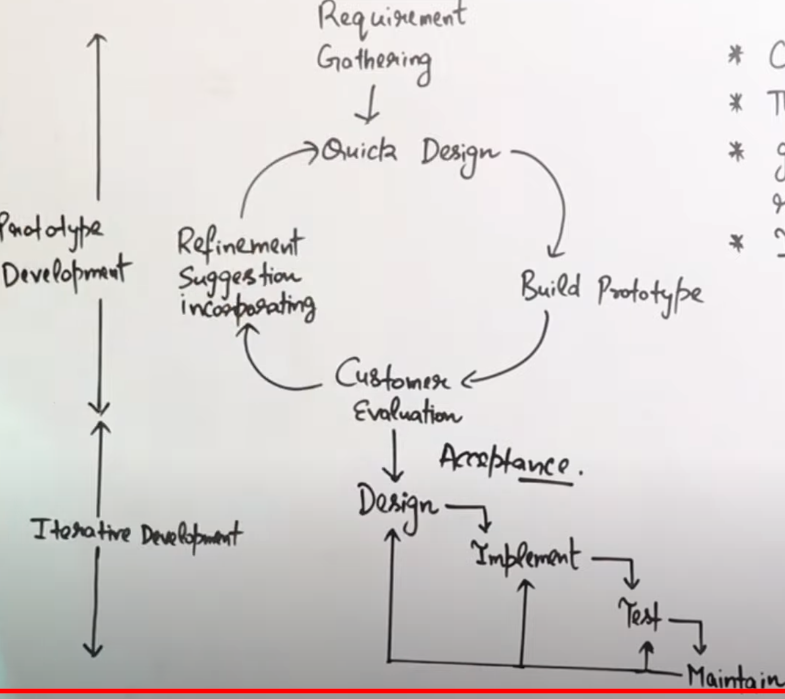 Requirement
Gathering
Quick Design
Prototype
Development
Refinement
Suggestion
incorporating
Build Prototype
Customer
Evaluation
Acceptance.
Design
Iterative Development
Implement
Test
Maintain
*
*
*
*